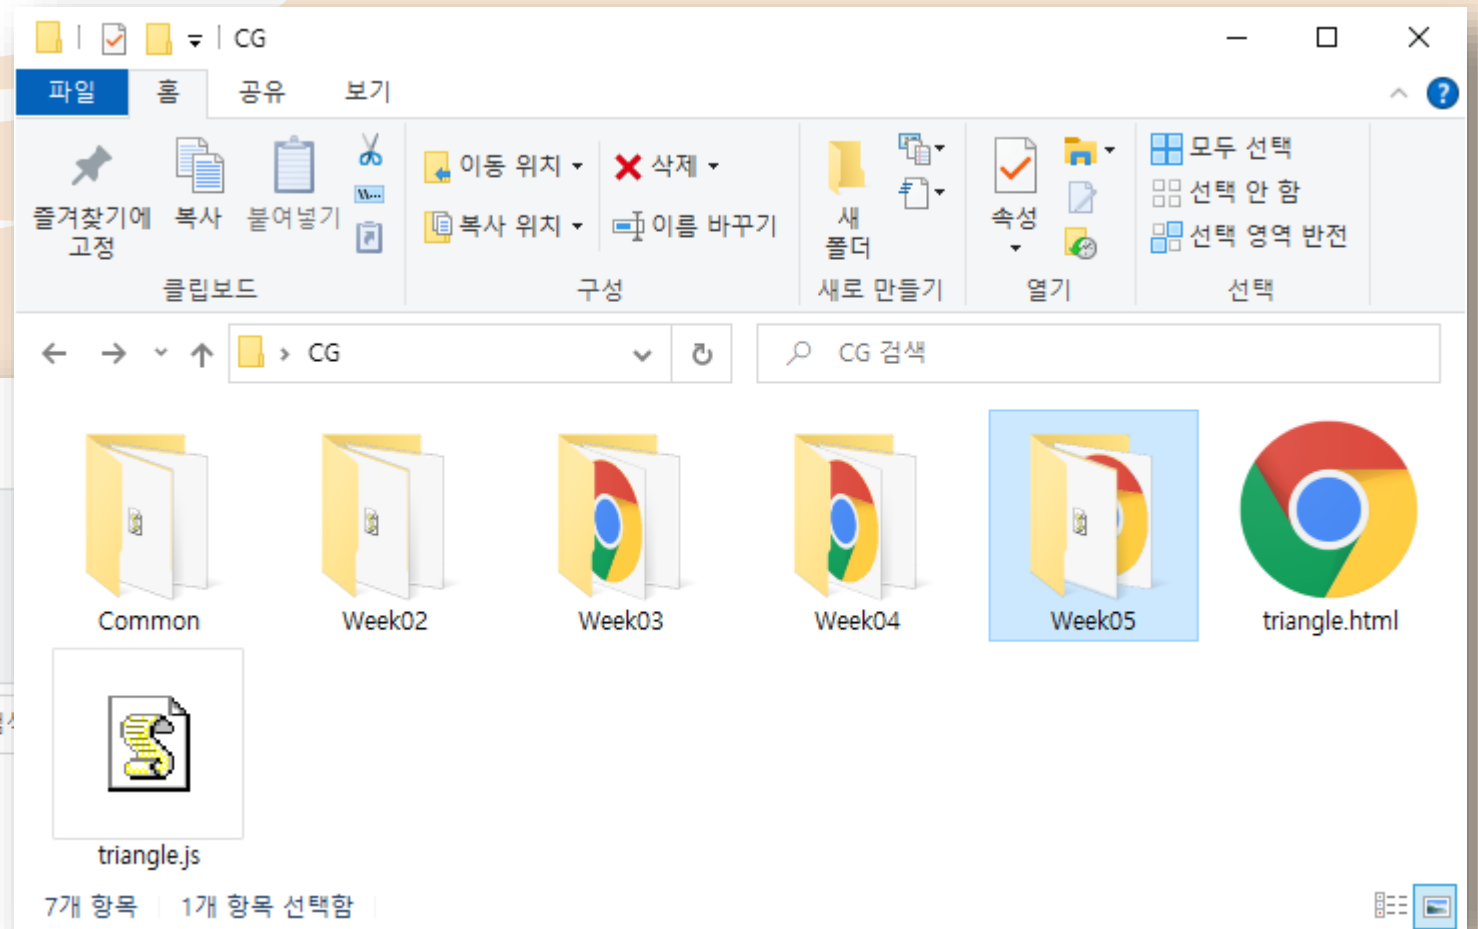 CG
파일 홈 공유 보기
즐겨찾기에
고정
복사
붙여넣기
이동 위치
복사 위치
삭제
이름 바꾸기
새
폴더
속성
모두 선택
선택 안 함
선택 영역 반전
클립보드 구성 새로 만들기 열기 선택
CG
CG 검색
Common Week02 Week03 Week04 Week05 triangle.html
triangle.js
7개 항목 1개 항목 선택함